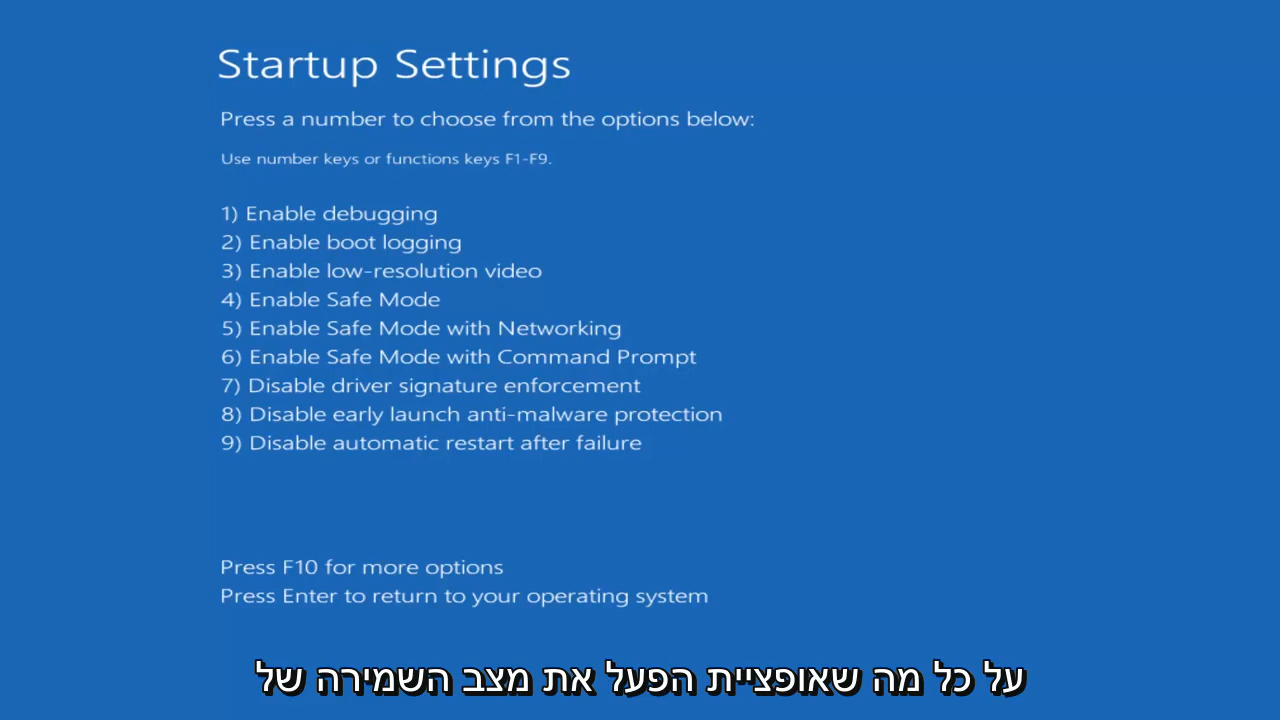 Startup Settings
Press a number to choose from the options below:
Use number keys or functions keys F1-F9.
1) Enable debugging
2) Enable boot logging
3) Enable low-resolution video
4) Enable Safe Mode
5) Enable Safe Mode with Networking
6) Enable Safe Mode with Command Prompt
7) Disable driver signature enforcement
8) Disable early launch anti-malware protection
9) Disable automatic restart after failure
Press F10 for more options
Press Enter to return to your operating system
על כל מה שאופציית הפעל את מצב השמירה של